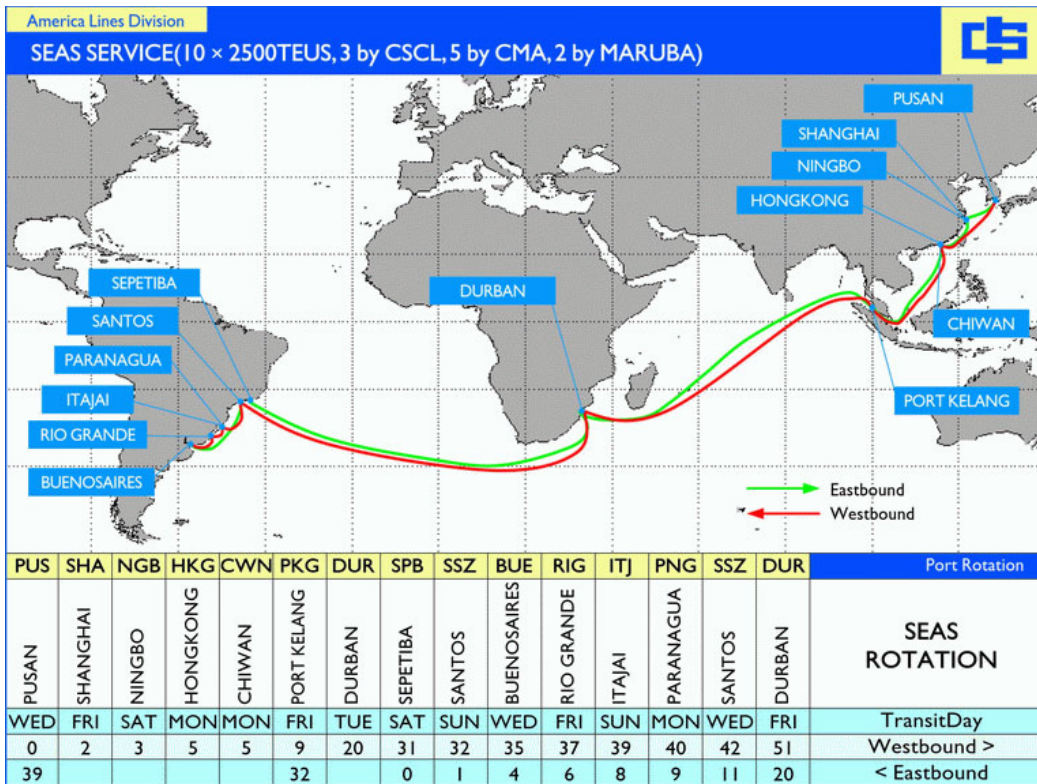 America Lines Division
SEAS SERVICE(10 × 2500TEUS, 3 by CSCL, 5 by CMA, 2 by MARUBA)
PUSAN
SHANGHAI
NINGBO
HONGKONG
SEPETIBA
DURBAN
SANTOS
CHIWAN
PARANAGUA
ITAJAI
PORT KELANG
RIO GRANDE
BUENOSAIRES
Eastbound
Westbound
PUS SHA NGB HKG CWN PKG DUR SPB SSZ BUE RIG ITJ PNG SSZ DUR Port Rotation
PUSAN SHANGHAI NINGBO HONGKONG CHIWAN PORT KELANG DURBAN SEPETIBA SANTOS BUENOSAIRES RIO GRANDE ITAJAI PARANAGUA SANTOS DURBAN
SEAS
ROTATION
WED FRI SAT MON MON FRI TUE SAT SUN WED FRI SUN MON WED FRI TransitDay
0 2 3 5 5 9 20 31 32 35 37 39 40 42 51 Westbound >
39 32 0 1 4 6 8 9 11 20 < Eastbound